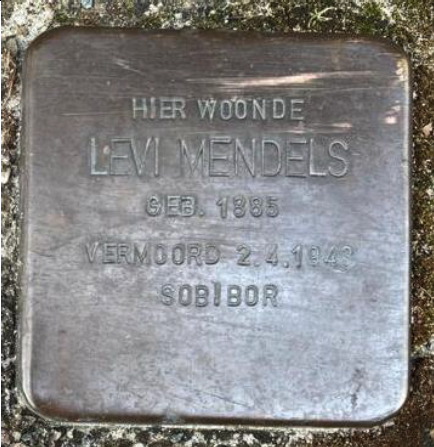 HIER WOONDE
LEVI MENDELS
GEB. 1885
VERMOORD 2.4.1943
SOBIBOR